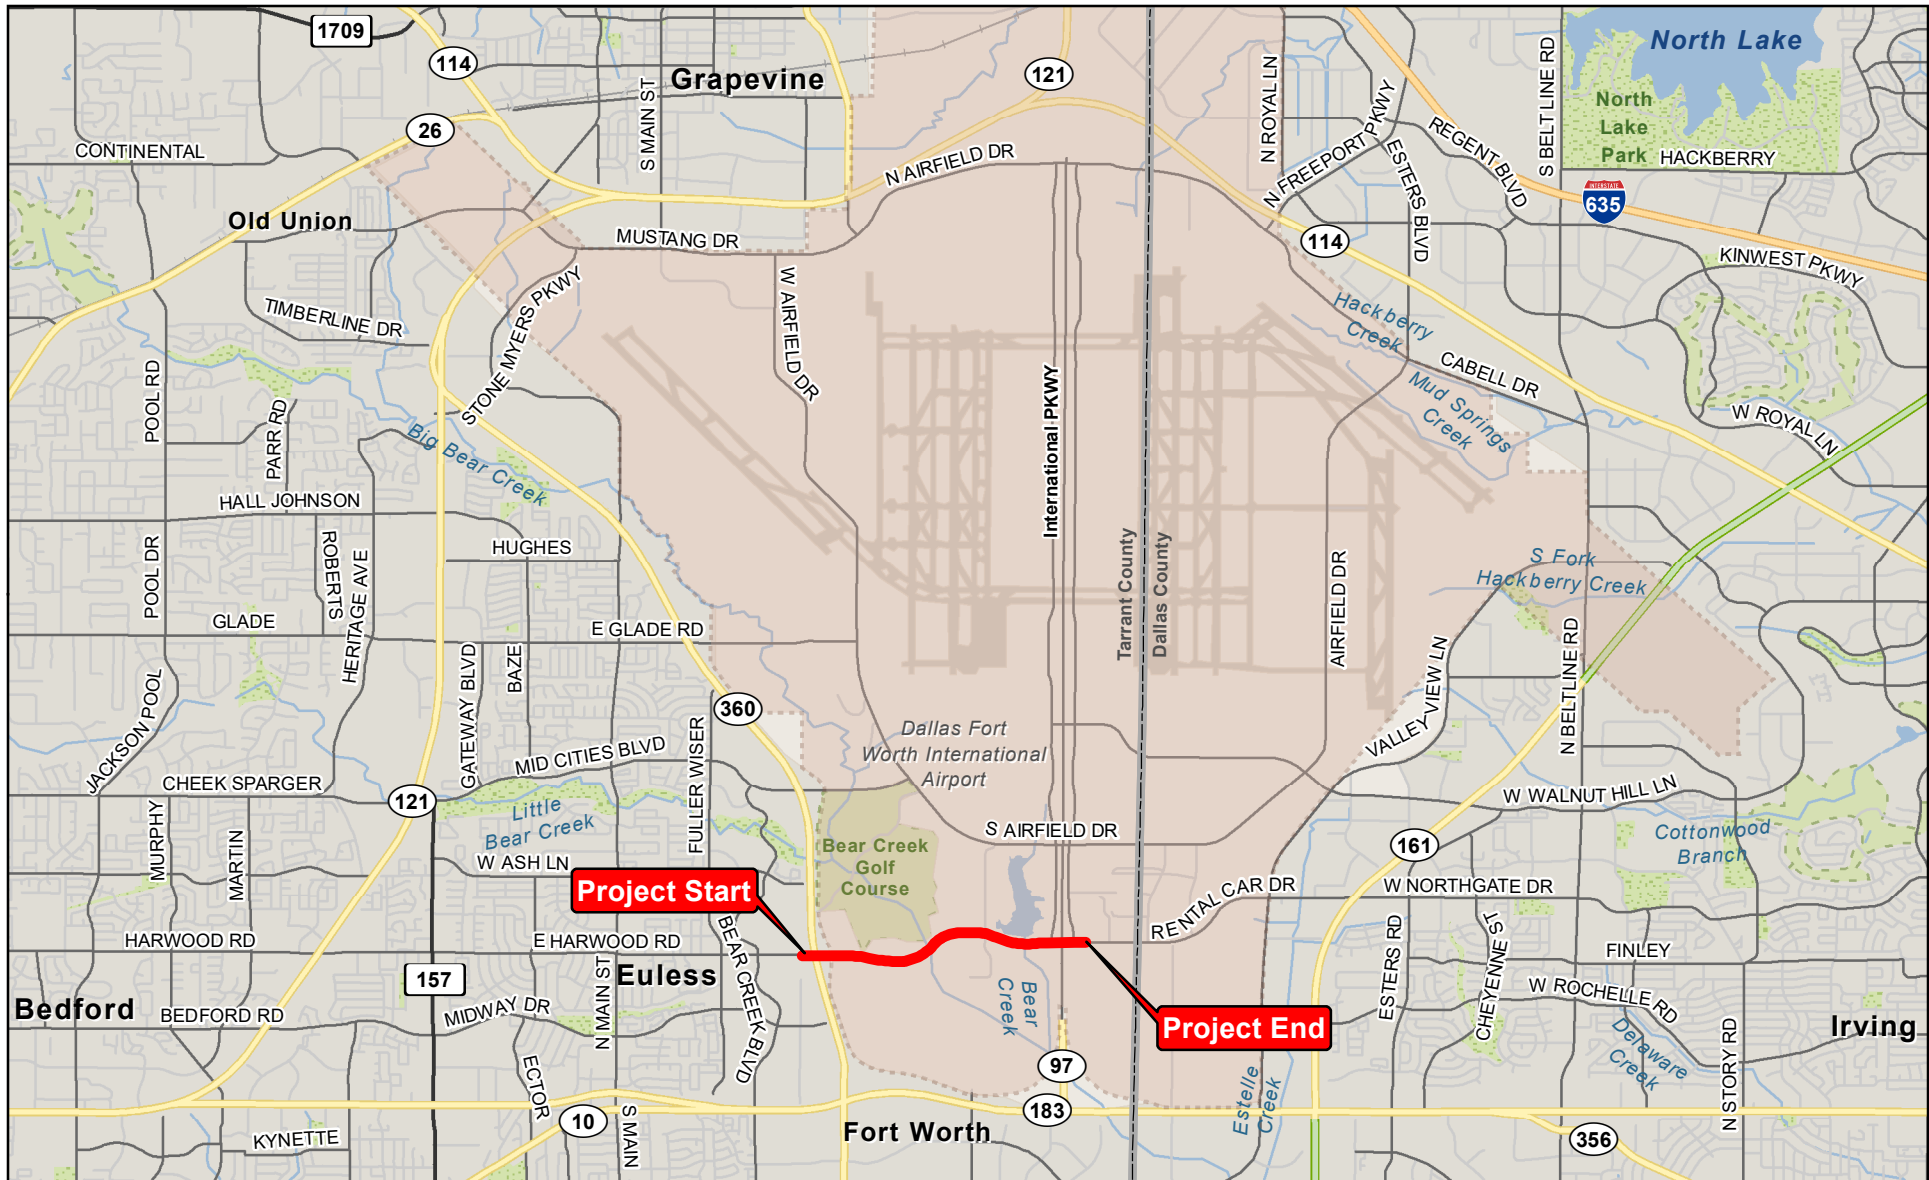 1709
114
Grapevine
121
North Lake
26
S MAIN ST
N ROYAL LN
N FREEPORT PKWY
ESTERS BLVD
REGENT BLVD
S BELT LINE RD
North
Lake
Park
HACKBERRY
CONTINENTAL
N AIRFIELD DR
INTERSTATE
635
Old Union
MUSTANG DR
114
KINWEST PKWY
TIMBERLINE DR
STONE MYERS PKWY
W AIRFIELD DR
Hackberry
Creek
CABELL DR
Mud Springs
Creek
W ROYAL LN
POOL RD
PARR RD
Big Bear Creek
International PKWY
HALL JOHNSON
HUGHES
ROBERTS
HERITAGE AVE
POOL DR
Tarrant County
Dallas County
AIRFIELD DR
S Fork
Hackberry Creek
GLADE
E GLADE RD
BAZE
GATEWAY BLVD
JACKSON POOL
360
FULLER WISER
Dallas Fort
Worth International
Airport
VALLEY VIEW LN
N BELTLINE RD
MID CITIES BLVD
CHEEK SPARGER
121
Little
Bear Creek
MURPHY
MARTIN
W ASH LN
S AIRFIELD DR
Bear Creek
Golf
Course
161
W WALNUT HILL LN
Cottonwood
Branch
Project Start
RENTAL CAR DR
W NORTHGATE DR
HARWOOD RD
E HARWOOD RD
BEAR CREEK BLVD
Euless
N MAIN ST
157
ESTERS RD
CHEYENNE ST
FINLEY
W ROCHELLE RD
Bedford
BEDFORD RD
MIDWAY DR
Bear
Creek
Project End
Irving
Delaware
Creek
N STORY RD
97
ECTOR
10
S MAIN
183
Estelle
Creek
KYNETTE
Fort Worth
356